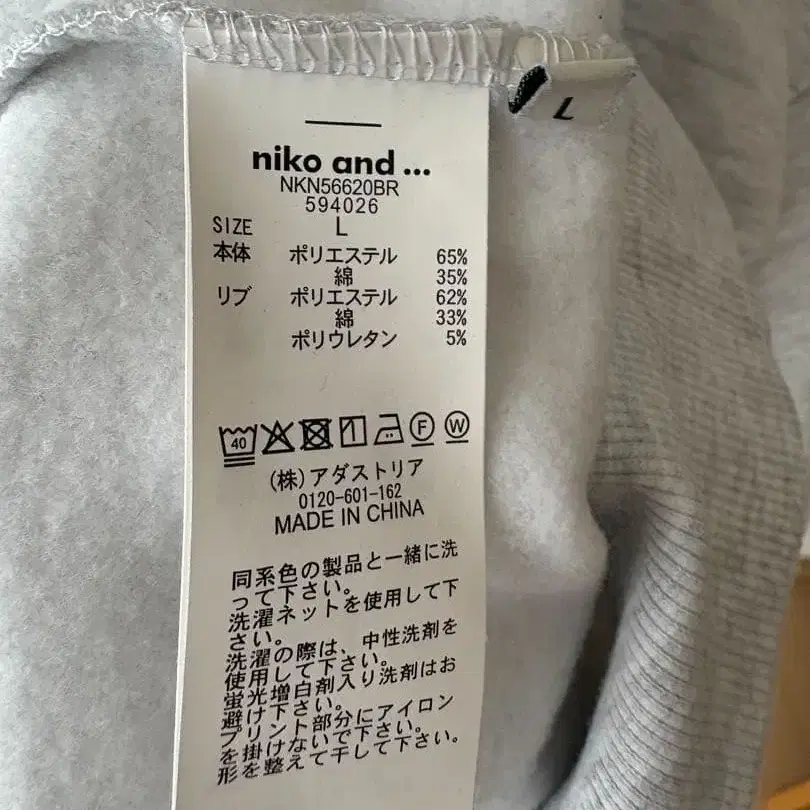 L
niko and ...
NKN56620BR
594026
SIZE L
本体 ポリエステル 65%
綿 35%
リブ ポリエステル 62%
綿 33%
ポリウレタン 5%
40 F W
(株)アダストリア
0120-601-162
MADE IN CHINA
同系色の製品と一緒に洗
って下さい。
洗濯ネットを使用して下
さい。
洗濯の際は、中性洗剤を
使用して下さい。
蛍光増白剤入り洗剤はお
避け下さい。
プリント部分にアイロン
を掛けないで下さい。
形を整えて干して下さい。